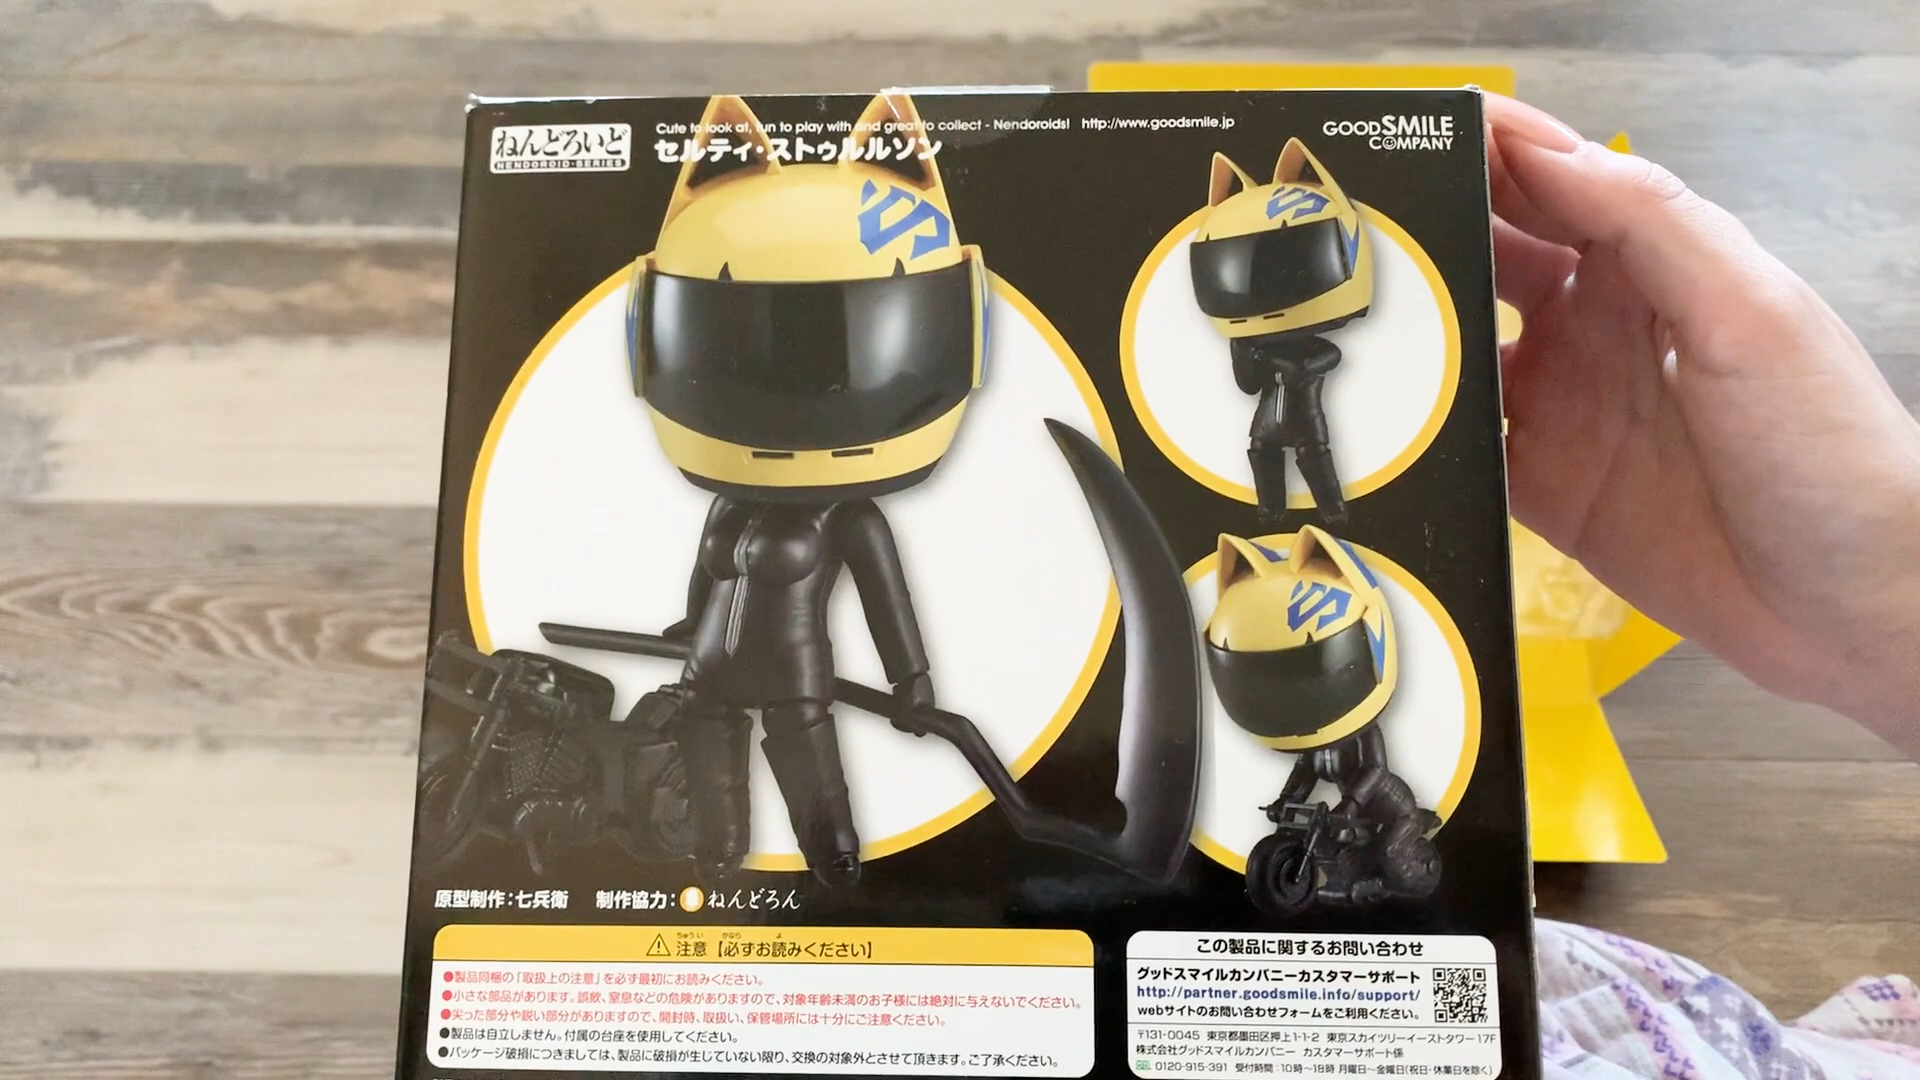 ねんどろいど
NENDOROID-SERIES
Cute to look at, fun to play with and great to collect - Nendoroids! http://www.goodsmile.jp
セルティ・ストゥルルソン
GOOD SMILE
COMPANY
原型制作:七兵衛 制作協力:ねんどろん
注意【必ずお読みください】
●製品同梱の「取扱上の注意」を必ず最初にお読みください。
●小さな部品があります。誤飲、窒息などの危険がありますので、対象年齢未満のお子様には絶対に与えないでください。
●尖った部分や鋭い部分がありますので、開封時、取扱い、保管場所には十分にご注意ください。
●製品は自立しません。付属の台座を使用してください。
●パッケージ破損につきましては、製品に破損が生じていない限り、交換の対象外とさせて頂きます。ご了承ください。
この製品に関するお問い合わせ
グッドスマイルカンパニーカスタマーサポート
http://partner.goodsmile.info/support/
webサイトのお問い合わせフォームをご利用ください。
〒131-0045 東京都墨田区押上1-1-2 東京スカイツリーイーストタワー17F
株式会社グッドスマイルカンパニー カスタマーサポート係
0120-915-391 受付時間:10時～18時 月曜日～金曜日(祝日・休業日を除く)